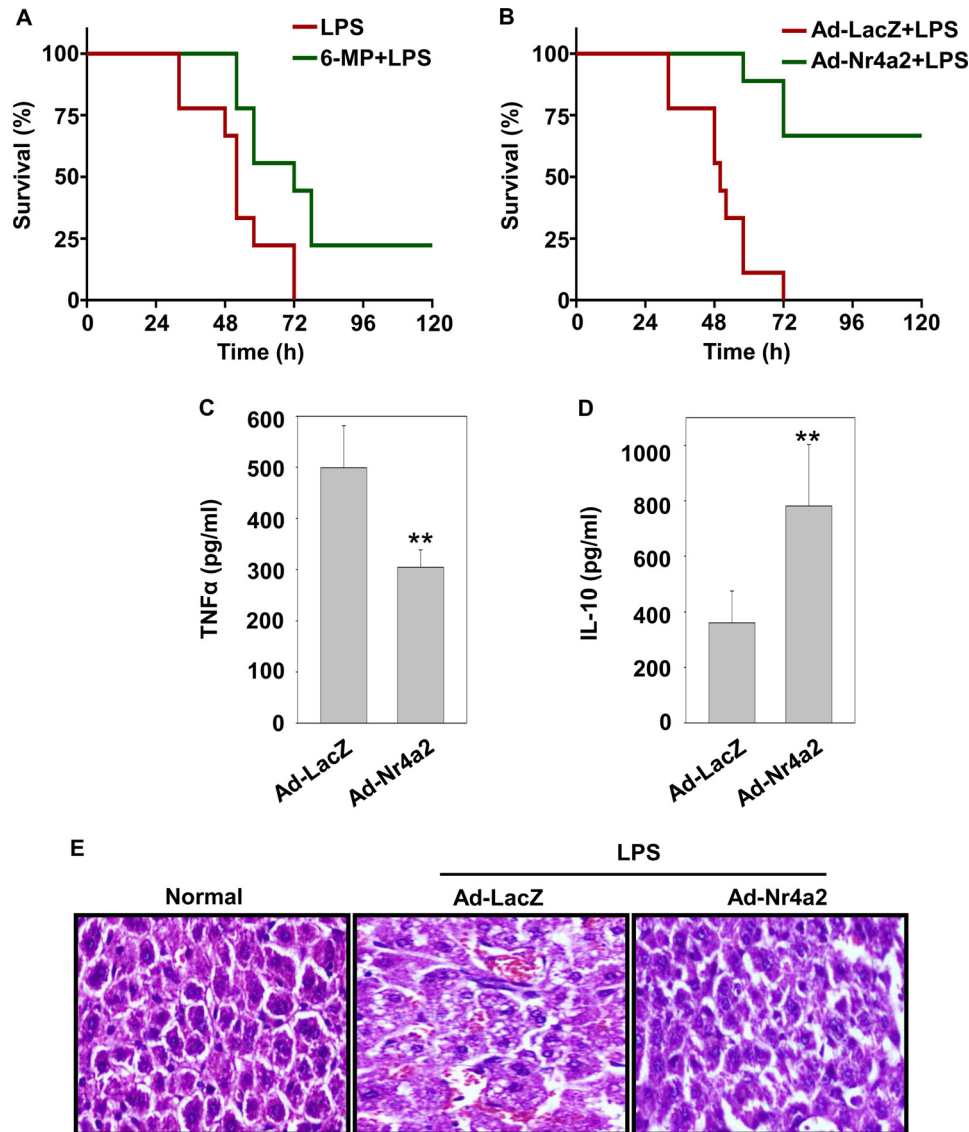 A
LPS
6-MP+LPS
100
75
50
25
0
Survival (%)
0 24 48 72 96 120
Time (h)
B
Ad-LacZ+LPS
Ad-Nr4a2+LPS
100
75
50
25
0
Survival (%)
0 24 48 72 96 120
Time (h)
C
600
500
400
300
200
100
0
TNFα (pg/ml)
**
Ad-LacZ
Ad-Nr4a2
D
1000
800
600
400
200
0
IL-10 (pg/ml)
**
Ad-LacZ
Ad-Nr4a2
E
LPS
Normal
Ad-LacZ
Ad-Nr4a2